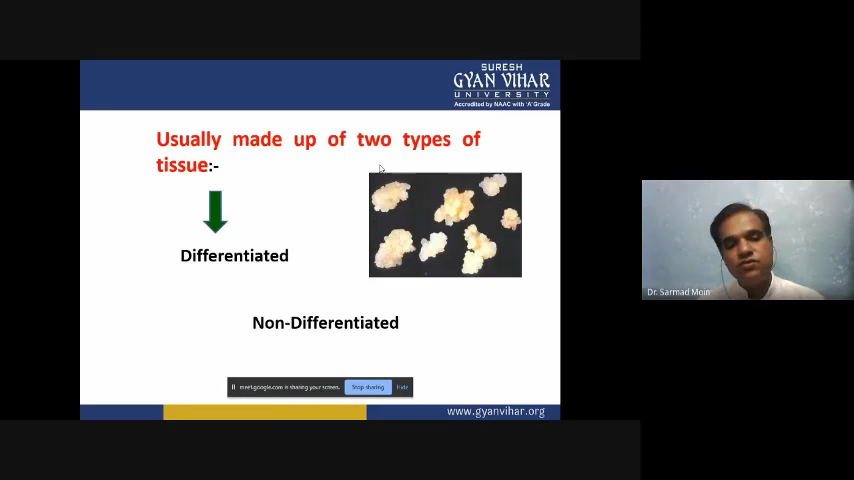 SURESH
GYAN VIHAR
UNIVERSITY
Accredited by NAAC with 'A' Grade
Usually made up of two types of
tissue:-
Differentiated
Non-Differentiated
meet.google.com is sharing your screen. Stop sharing Hide
www.gyanvihar.org
Dr. Sarmad Moin